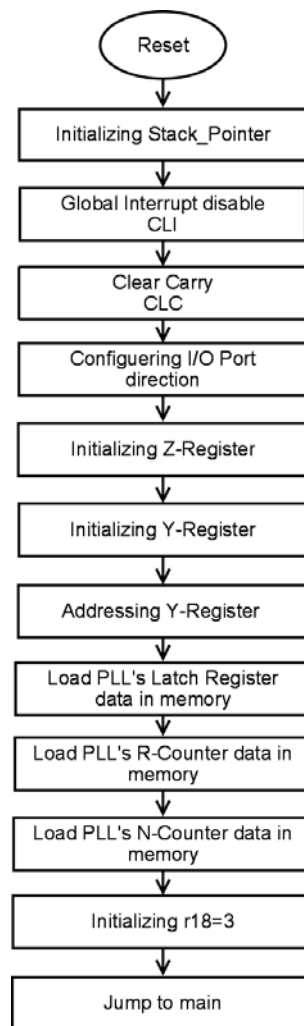 Reset
Initializing Stack_Pointer
Global Interrupt disable
CLI
Clear Carry
CLC
Configuering I/O Port
direction
Initializing Z-Register
Initializing Y-Register
Addressing Y-Register
Load PLL's Latch Register
data in memory
Load PLL's R-Counter data in
memory
Load PLL's N-Counter data in
memory
Initializing r18=3
Jump to main